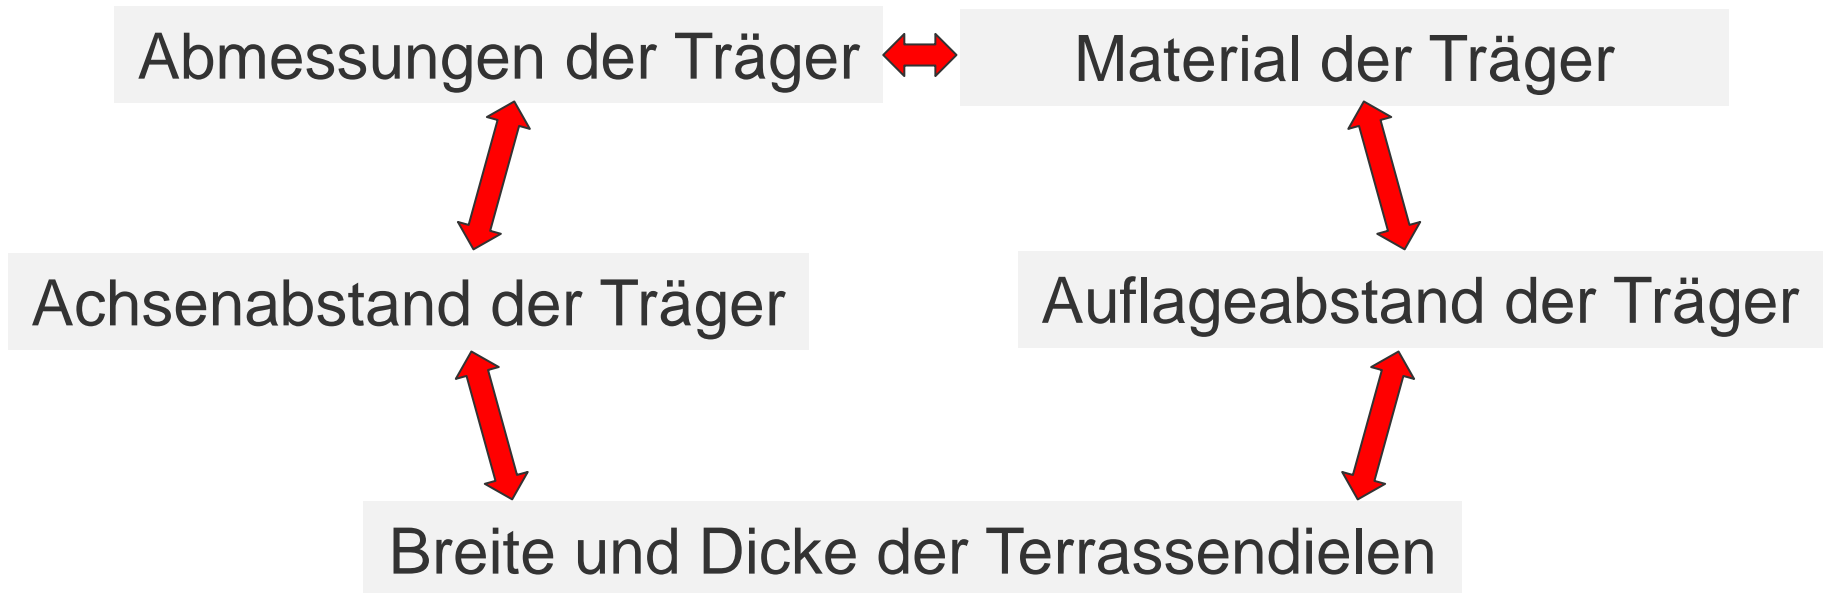 Abmessungen der Träger
Material der Träger
Achsenabstand der Träger
Auflageabstand der Träger
Breite und Dicke der Terrassendielen